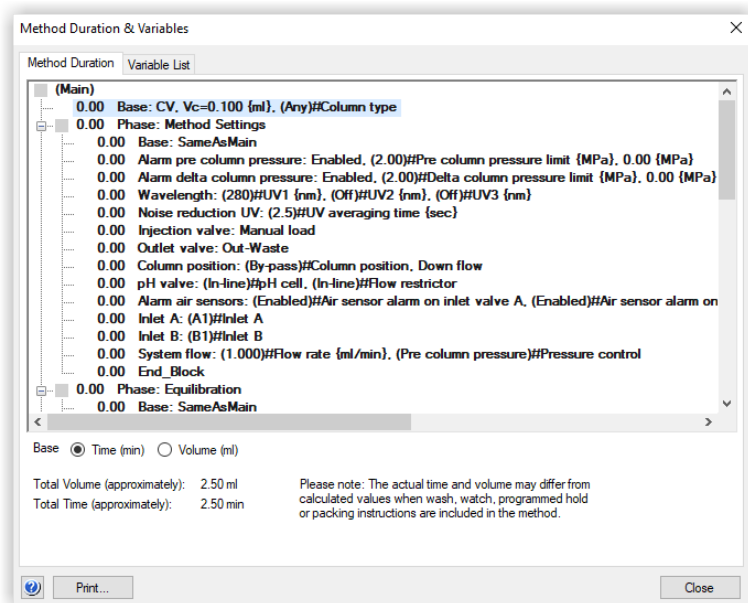 Method Duration & Variables
Method Duration
Variable List
(Main)
0.00 Base: CV, Vc=0.100 {ml}, (Any)#Column type
0.00 Phase: Method Settings
0.00 Base: SameAsMain
0.00 Alarm pre column pressure: Enabled, (2.00)#Pre column pressure limit {MPa}, 0.00 {MPa}
0.00 Alarm delta column pressure: Enabled, (2.00)#Delta column pressure limit {MPa}, 0.00 {MPa}
0.00 Wavelength: (280)#UV1 {nm}, (Off)#UV2 {nm}, (Off)#UV3 {nm}
0.00 Noise reduction UV: (2.5)#UV averaging time {sec}
0.00 Injection valve: Manual load
0.00 Outlet valve: Out-Waste
0.00 Column position: (By-pass)#Column position, Down flow
0.00 pH valve: (In-line)#pH cell, (In-line)#Flow restrictor
0.00 Alarm air sensors: (Enabled)#Air sensor alarm on inlet valve A, (Enabled)#Air sensor alarm on
0.00 Inlet A: (A1)#Inlet A
0.00 Inlet B: (B1)#Inlet B
0.00 System flow: (1.000)#Flow rate {ml/min}, (Pre column pressure)#Pressure control
0.00 End_Block
0.00 Phase: Equilibration
0.00 Base: SameAsMain
Base Time (min) Volume (ml)
Total Volume (approximately): 2.50 ml
Total Time (approximately): 2.50 min
Please note: The actual time and volume may differ from
calculated values when wash, watch, programmed hold
or packing instructions are included in the method.
Print...
Close